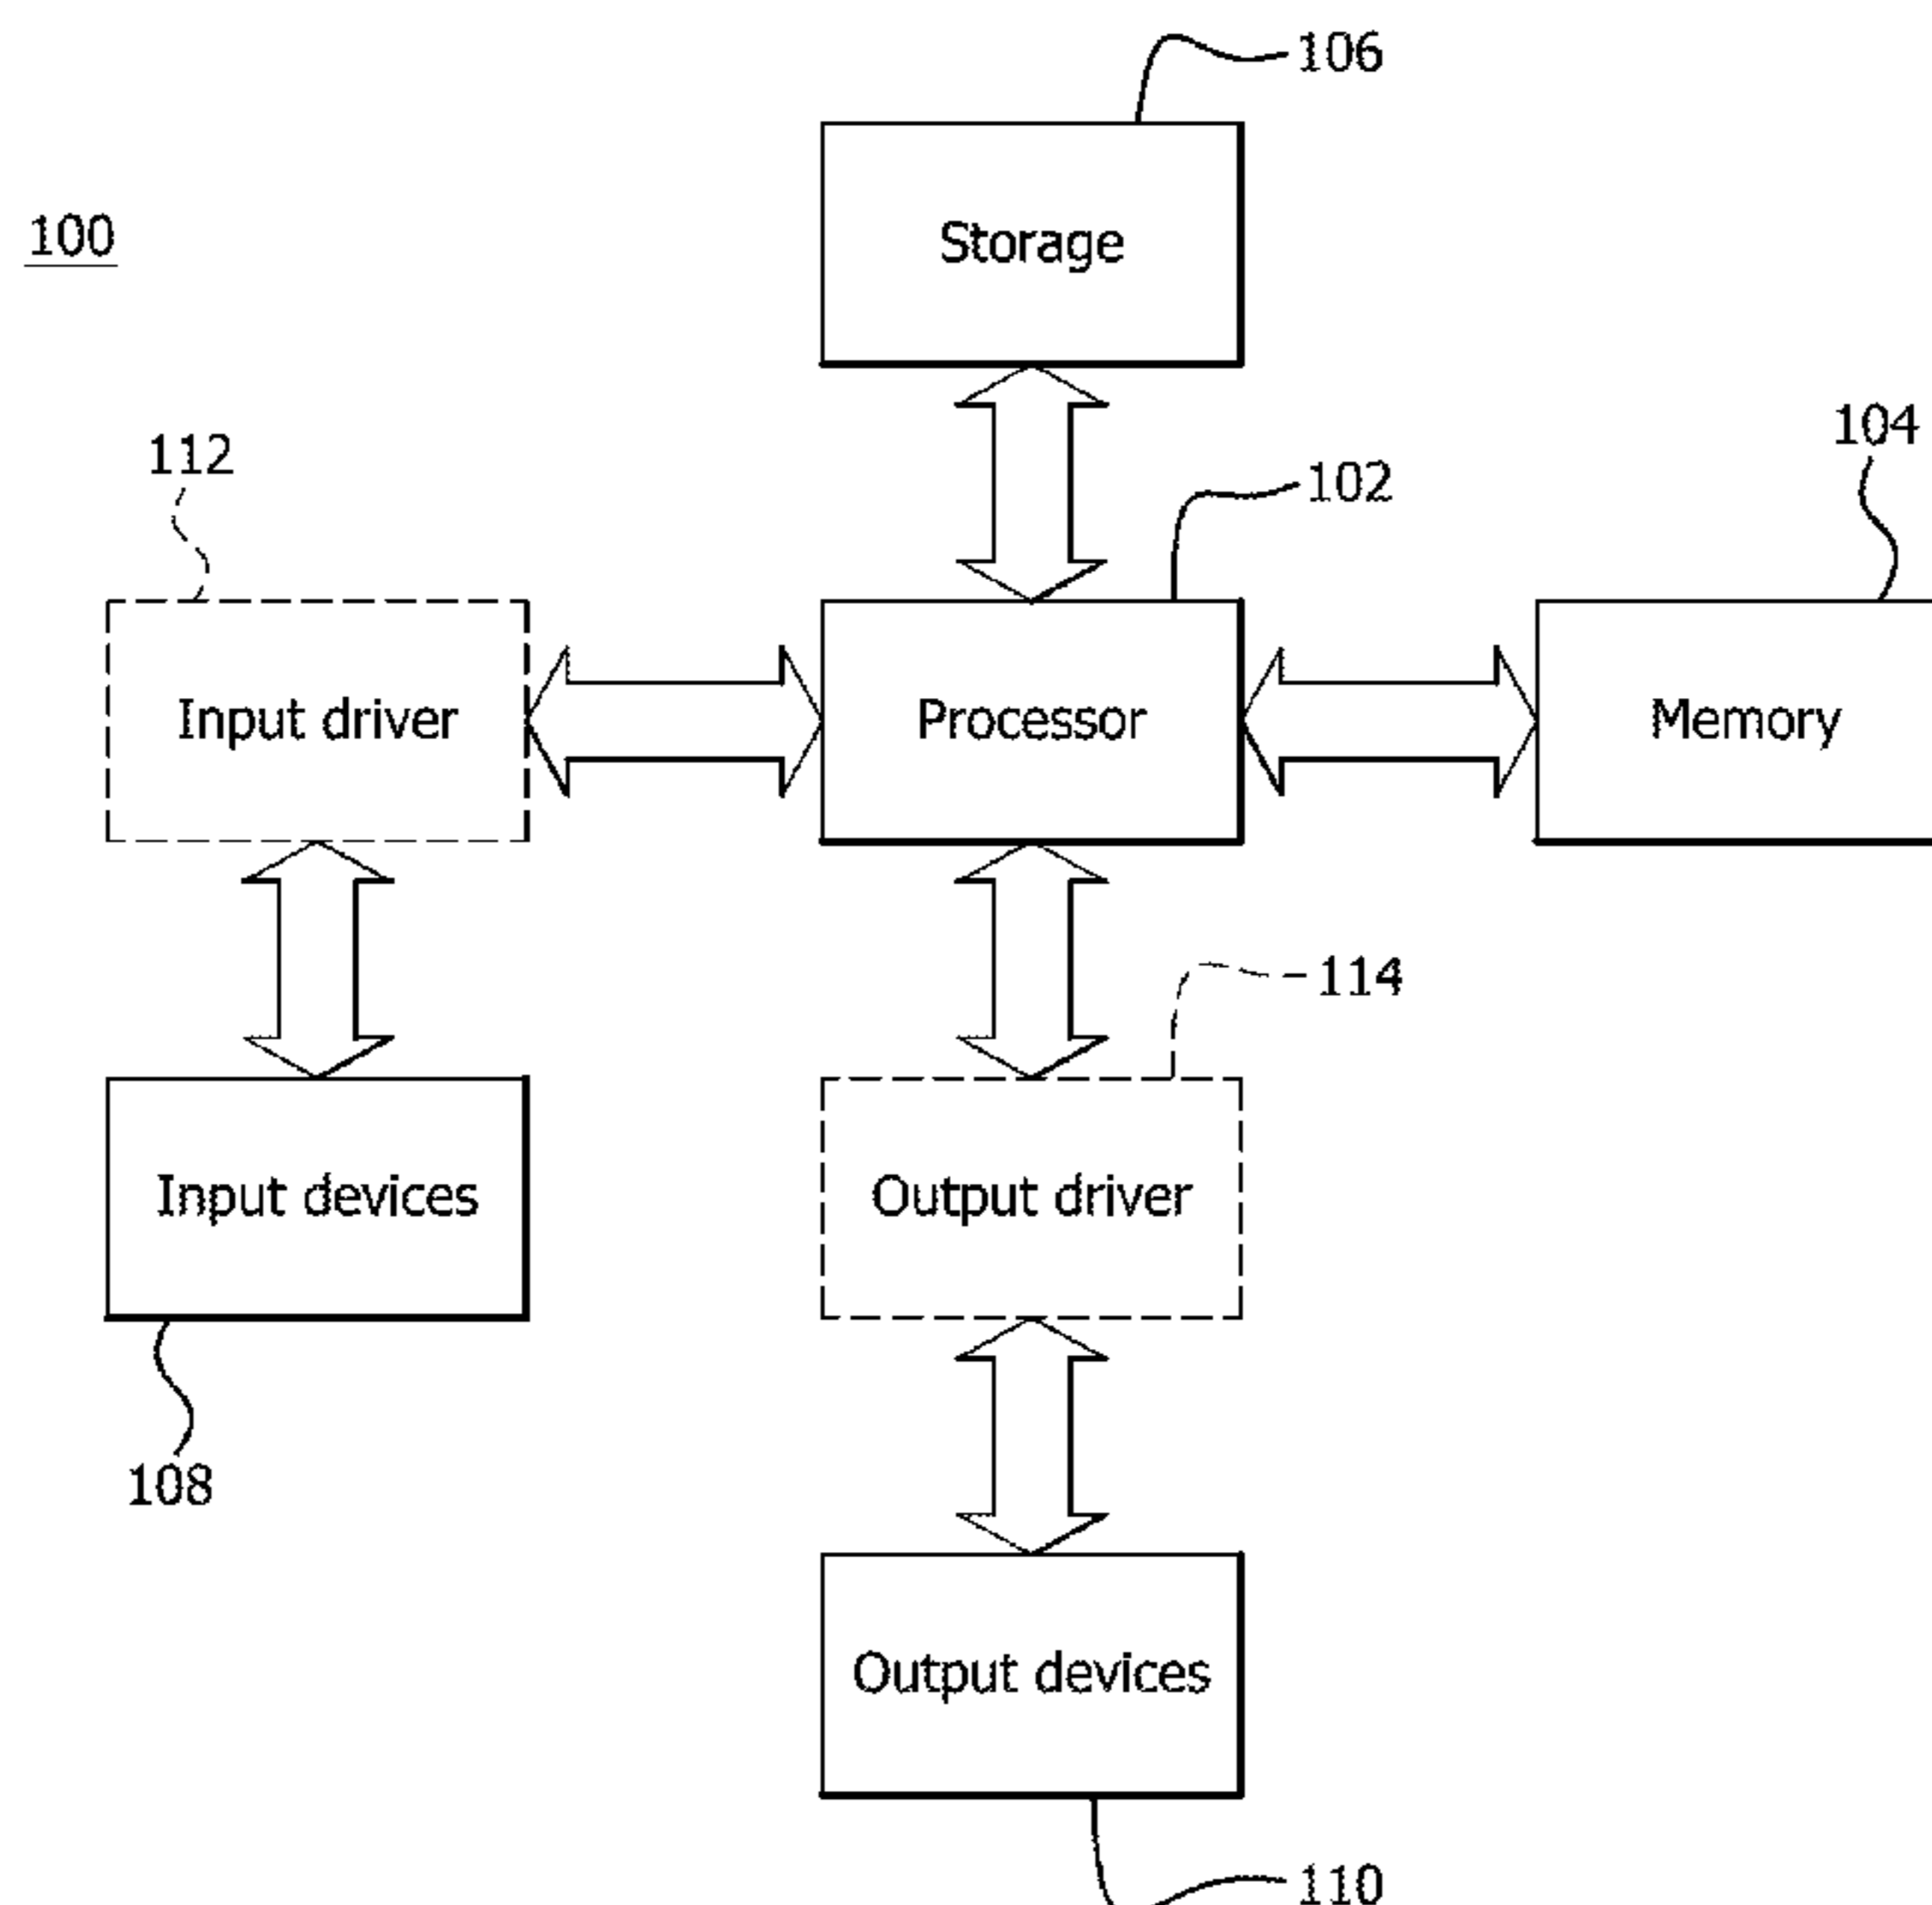 106
100
Storage
104
112
102
Input driver
Processor
Memory
114
Input devices
Output driver
108
Output devices
110